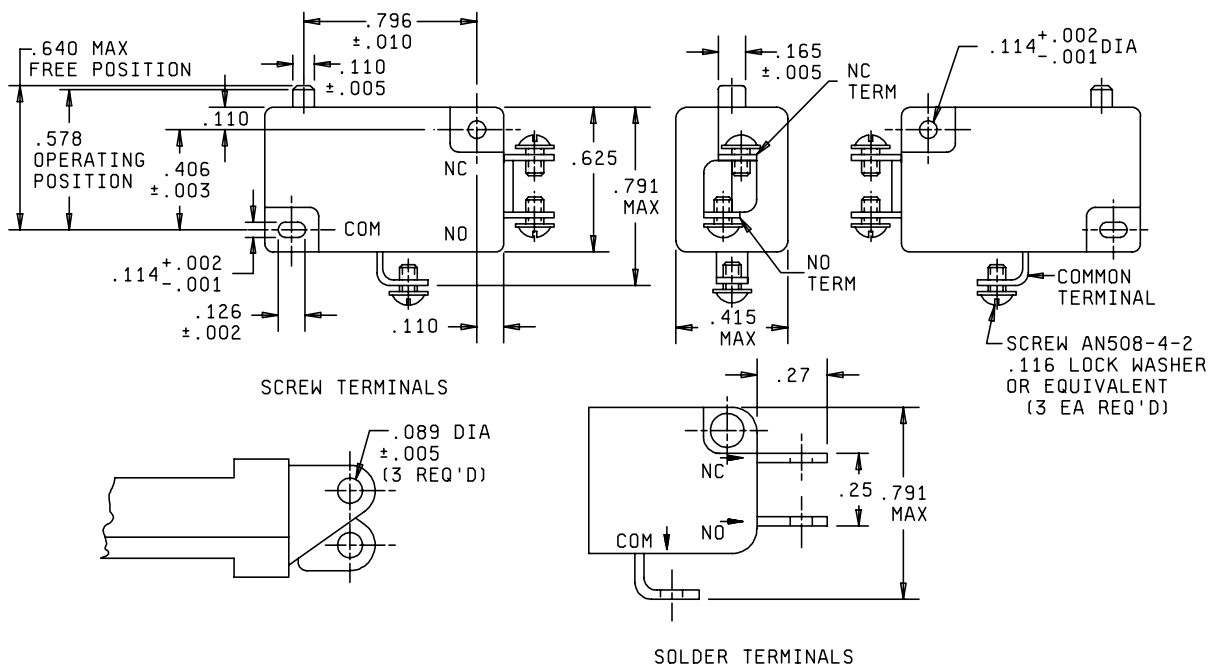 .796
±.010
.640 MAX
FREE POSITION
.110
±.005
.110
.578
OPERATING
POSITION
.406
±.003
NC
COM
NO
.625
.791
MAX
.114 +.002
-.001
.126
±.002
.110
.165
±.005
NC
TERM
NO
TERM
.415
MAX
.114 +.002 DIA
-.001
COMMON
TERMINAL
SCREW AN508-4-2
.116 LOCK WASHER
OR EQUIVALENT
(3 EA REQ'D)
SCREW TERMINALS
.089 DIA
±.005
(3 REQ'D)
.27
NC
NO
COM
.25
.791
MAX
SOLDER TERMINALS